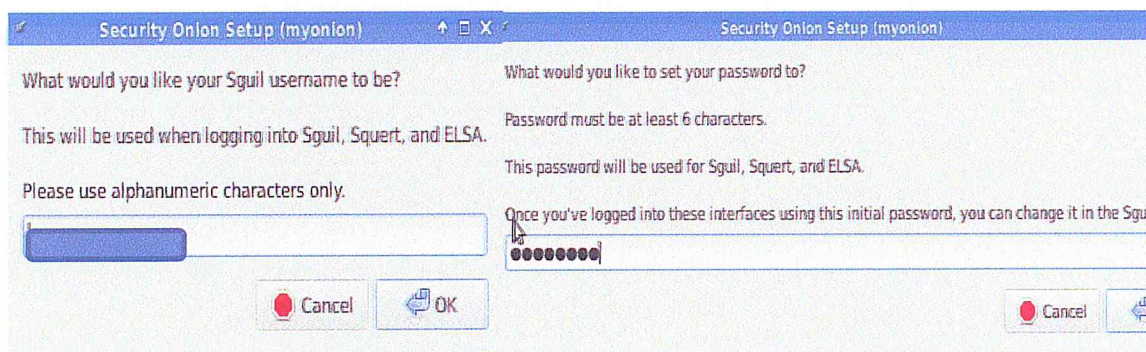 Security Onion Setup (myonion)
What would you like your Sguil username to be?
This will be used when logging into Sguil, Squert, and ELSA.
Please use alphanumeric characters only.
Cancel
OK
Security Onion Setup (myonion)
What would you like to set your password to?
Password must be at least 6 characters.
This password will be used for Sguil, Squert, and ELSA.
Once you've logged into these interfaces using this initial password, you can change it in the Sgu
Cancel